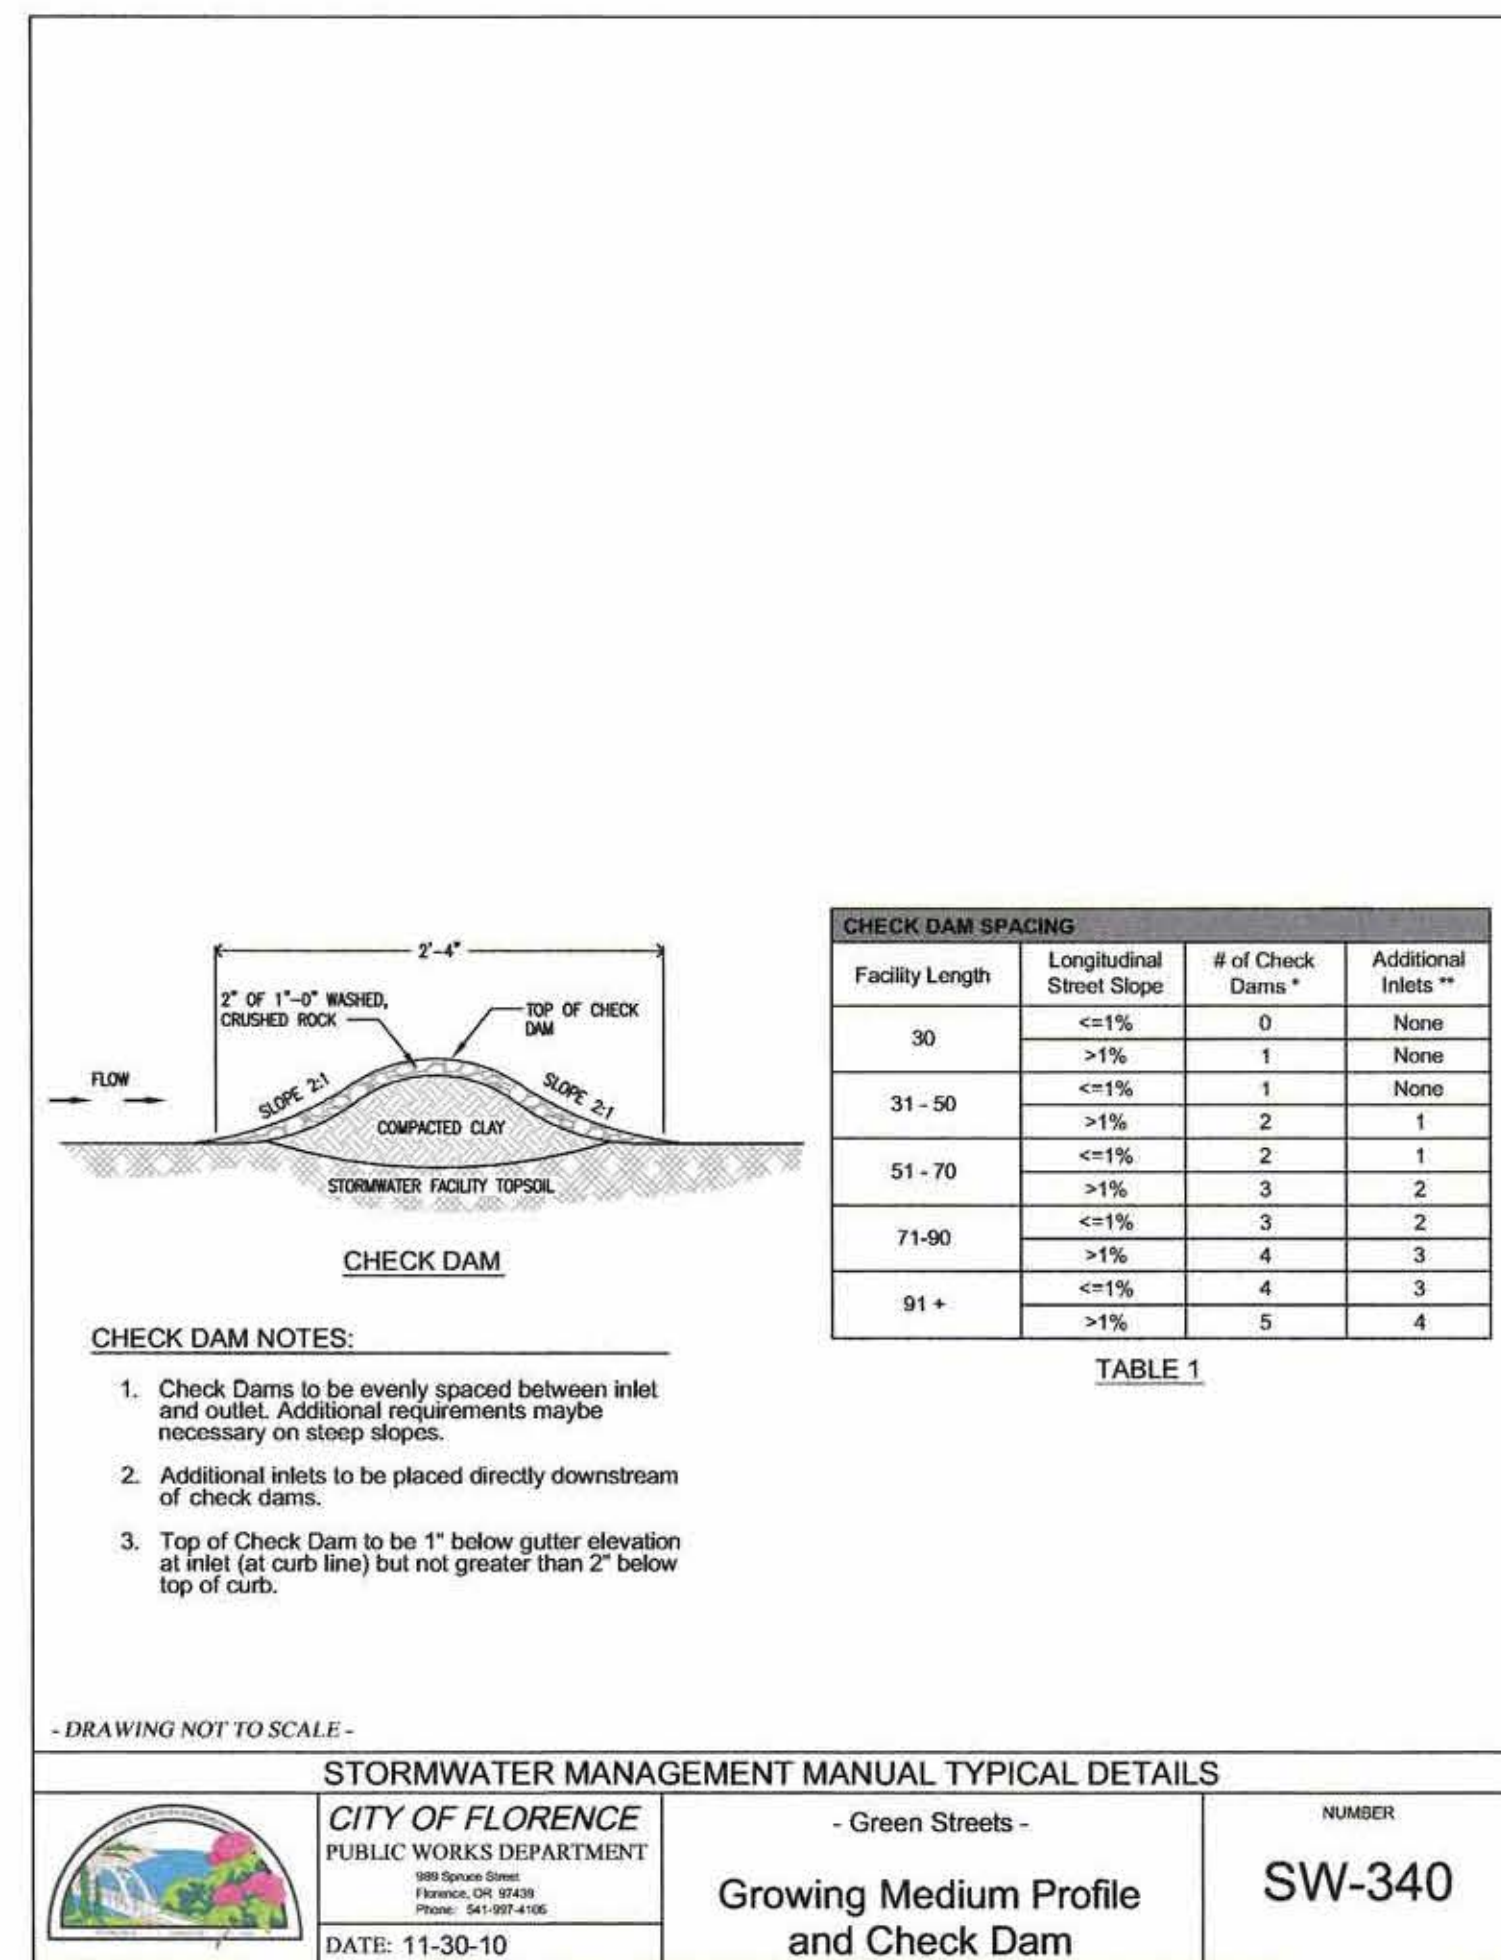 2'-4"
2" OF 1"-0" WASHED,
CRUSHED ROCK
TOP OF CHECK
DAM
FLOW
SLOPE 2:1
SLOPE 2:1
COMPACTED CLAY
STORMWATER FACILITY TOPSOIL
CHECK DAM
CHECK DAM SPACING
Facility Length Longitudinal Street Slope # of Check Dams * Additional Inlets **
30 <=1% 0 None
>1% 1 None
31 - 50 <=1% 1 None
>1% 2 1
51 - 70 <=1% 2 1
>1% 3 2
71-90 <=1% 3 2
>1% 4 3
91 + <=1% 4 3
>1% 5 4
TABLE 1
CHECK DAM NOTES:
1. Check Dams to be evenly spaced between inlet
and outlet. Additional requirements maybe
necessary on steep slopes.
2. Additional inlets to be placed directly downstream
of check dams.
3. Top of Check Dam to be 1" below gutter elevation
at inlet (at curb line) but not greater than 2" below
top of curb.
- DRAWING NOT TO SCALE -
STORMWATER MANAGEMENT MANUAL TYPICAL DETAILS
CITY OF FLORENCE
PUBLIC WORKS DEPARTMENT
989 Spruce Street
Florence, OR 97439
Phone: 541-997-4106
DATE: 11-30-10
- Green Streets -
Growing Medium Profile
and Check Dam
NUMBER
SW-340